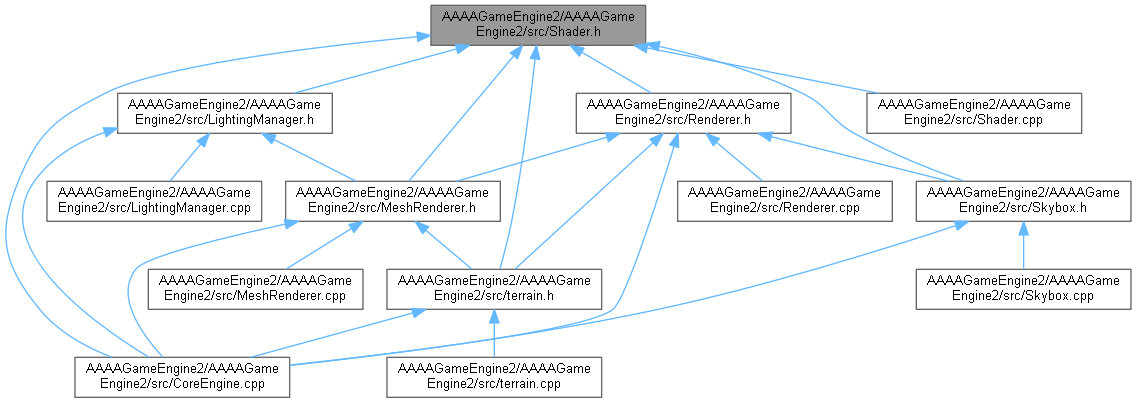 AAAAGameEngine2/AAAAGame
Engine2/src/Shader.h
AAAAGameEngine2/AAAAGame
Engine2/src/LightingManager.h
AAAAGameEngine2/AAAAGame
Engine2/src/Renderer.h
AAAAGameEngine2/AAAAGame
Engine2/src/Shader.cpp
AAAAGameEngine2/AAAAGame
Engine2/src/LightingManager.cpp
AAAAGameEngine2/AAAAGame
Engine2/src/MeshRenderer.h
AAAAGameEngine2/AAAAGame
Engine2/src/Renderer.cpp
AAAAGameEngine2/AAAAGame
Engine2/src/Skybox.h
AAAAGameEngine2/AAAAGame
Engine2/src/MeshRenderer.cpp
AAAAGameEngine2/AAAAGame
Engine2/src/terrain.h
AAAAGameEngine2/AAAAGame
Engine2/src/Skybox.cpp
AAAAGameEngine2/AAAAGame
Engine2/src/CoreEngine.cpp
AAAAGameEngine2/AAAAGame
Engine2/src/terrain.cpp